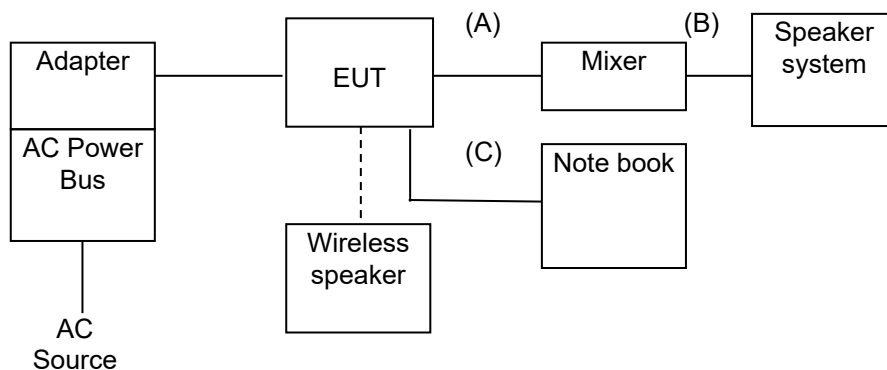 (A)
(B)
Speaker
system
Adapter
EUT
Mixer
AC Power
Bus
(C)
Note book
Wireless
speaker
AC
Source